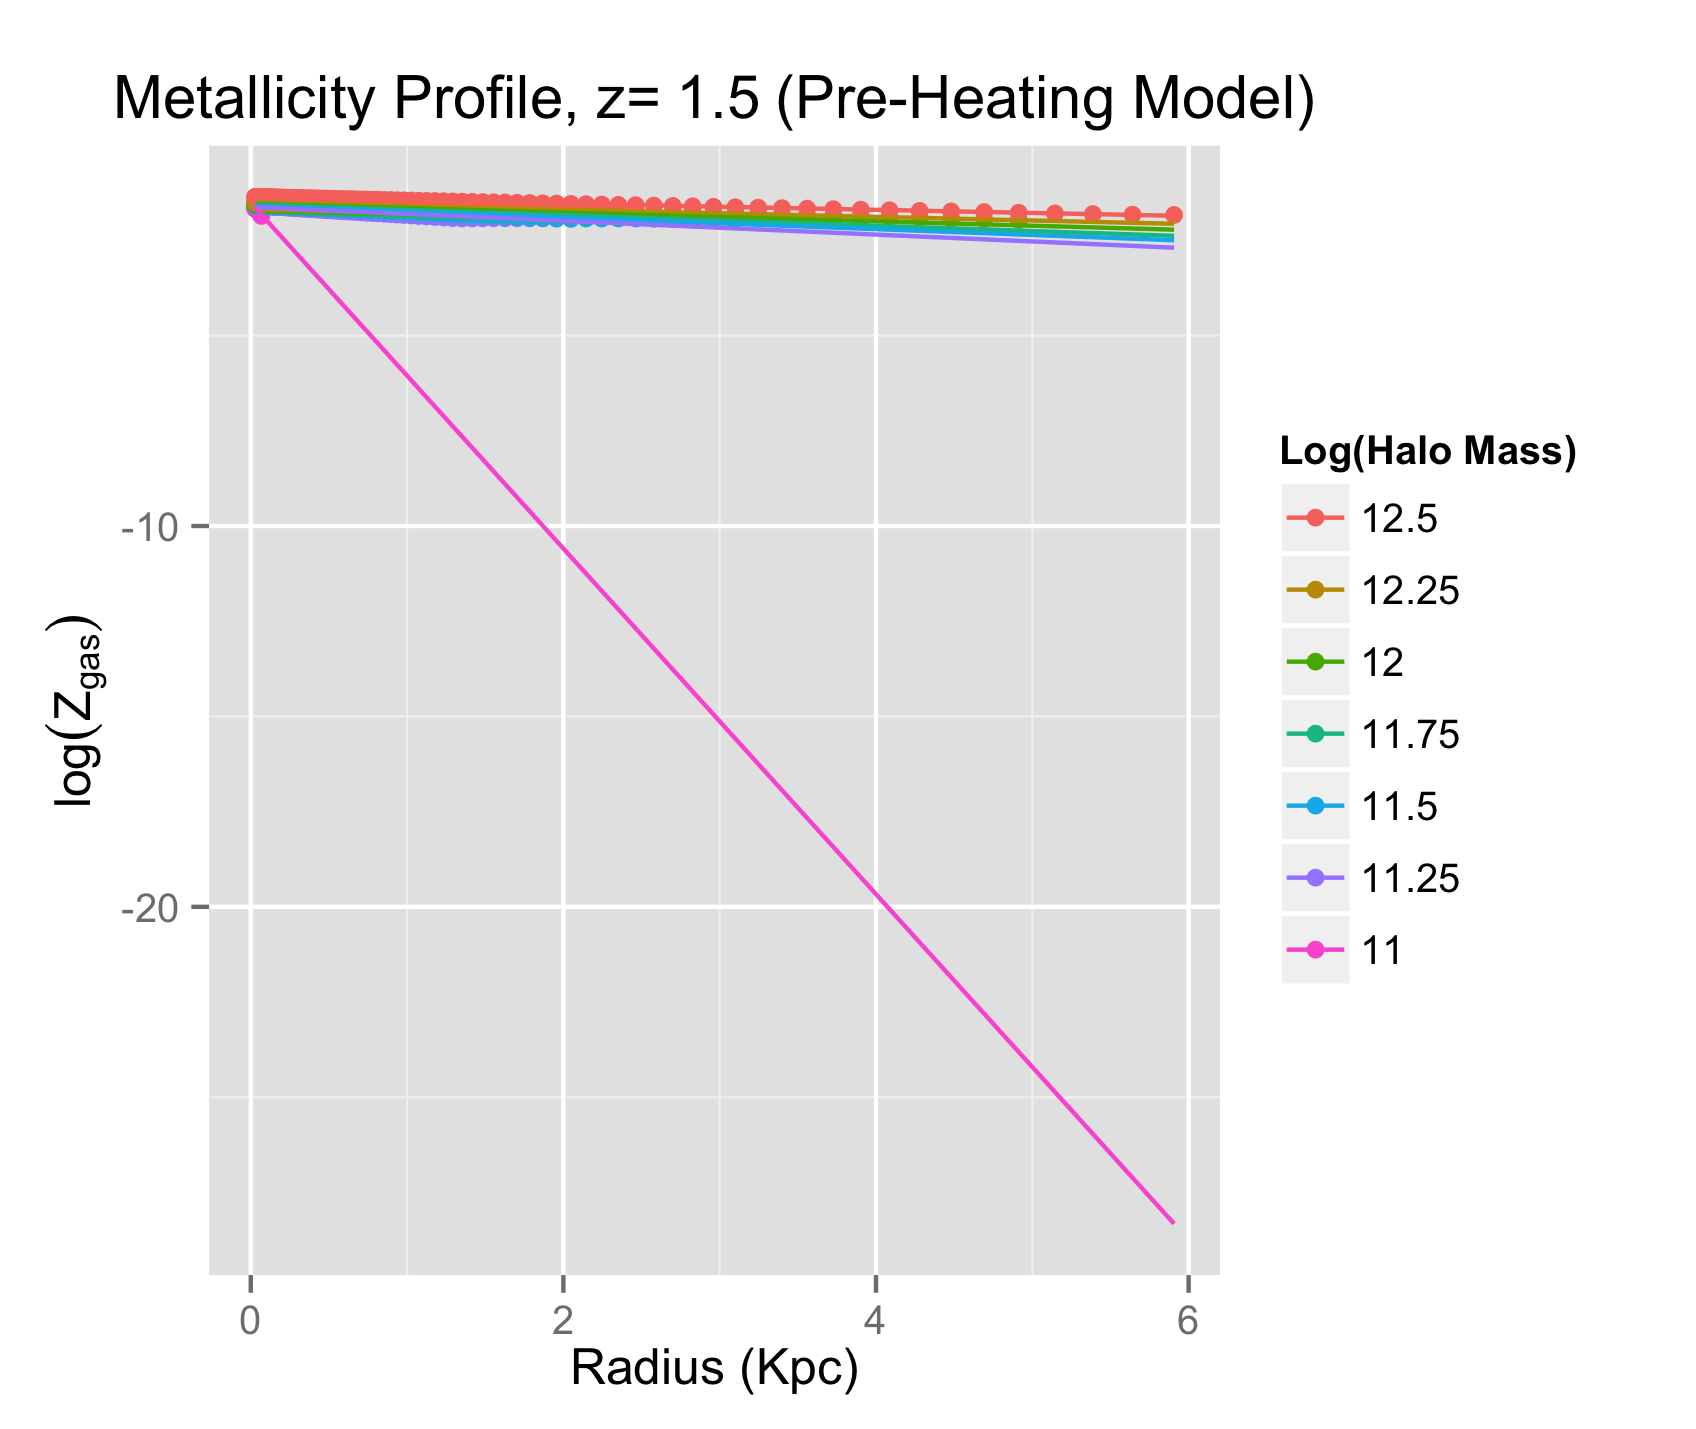 Metallicity Profile, z= 1.5 (Pre-Heating Model)
log(Zgas)
-10
-20
0 2 4 6
Radius (Kpc)
Log(Halo Mass)
12.5
12.25
12
11.75
11.5
11.25
11